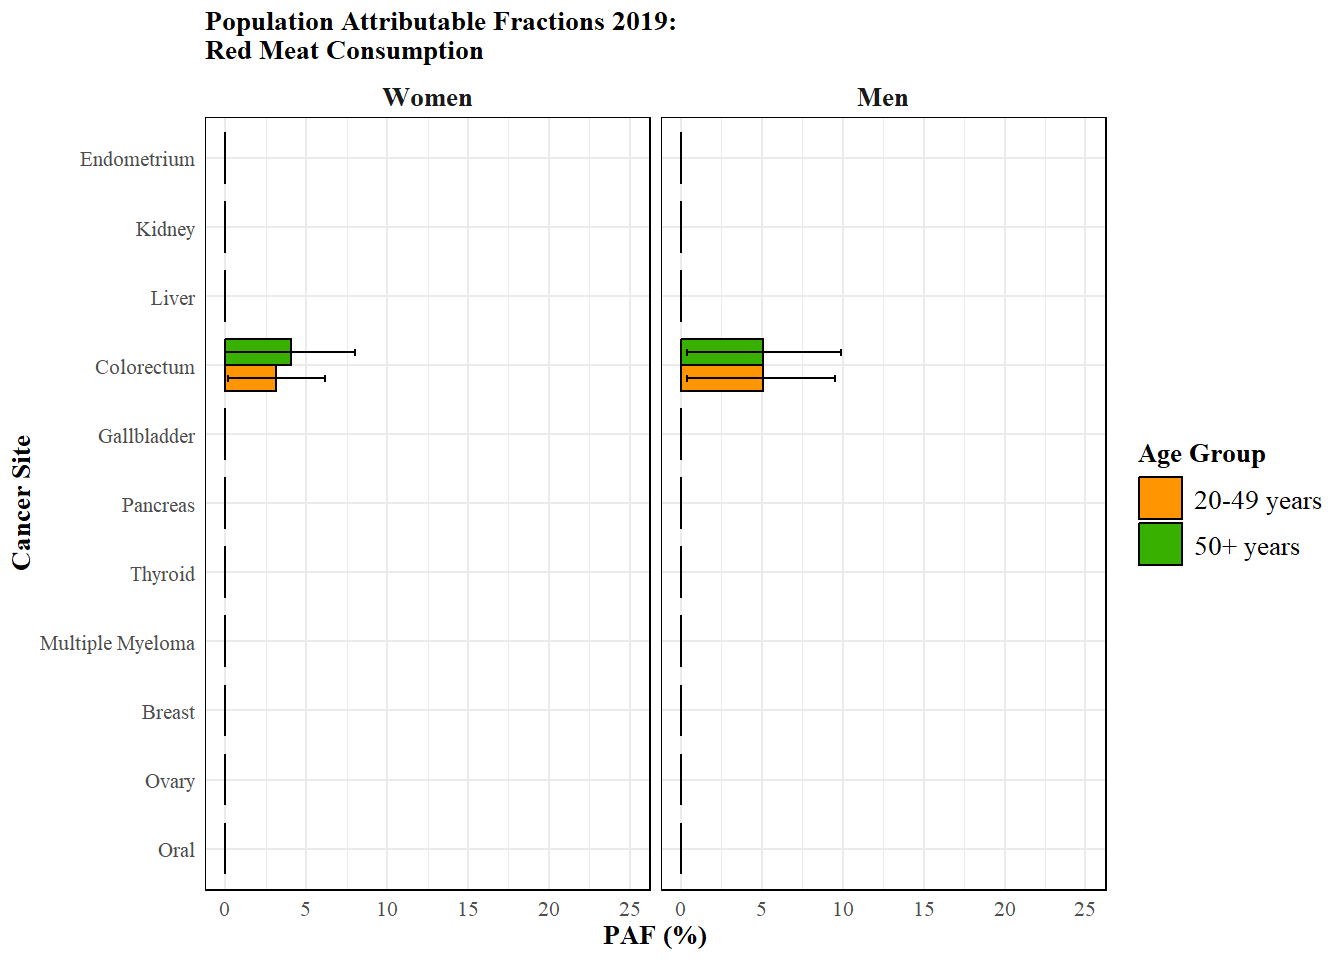 Population Attributable Fractions 2019:
Red Meat Consumption
Women
Men
Endometrium
Kidney
Liver
Colorectum
Gallbladder
Pancreas
Thyroid
Multiple Myeloma
Breast
Ovary
Oral
Cancer Site
0 5 10 15 20 25
0 5 10 15 20 25
PAF (%)
Age Group
20-49 years
50+ years